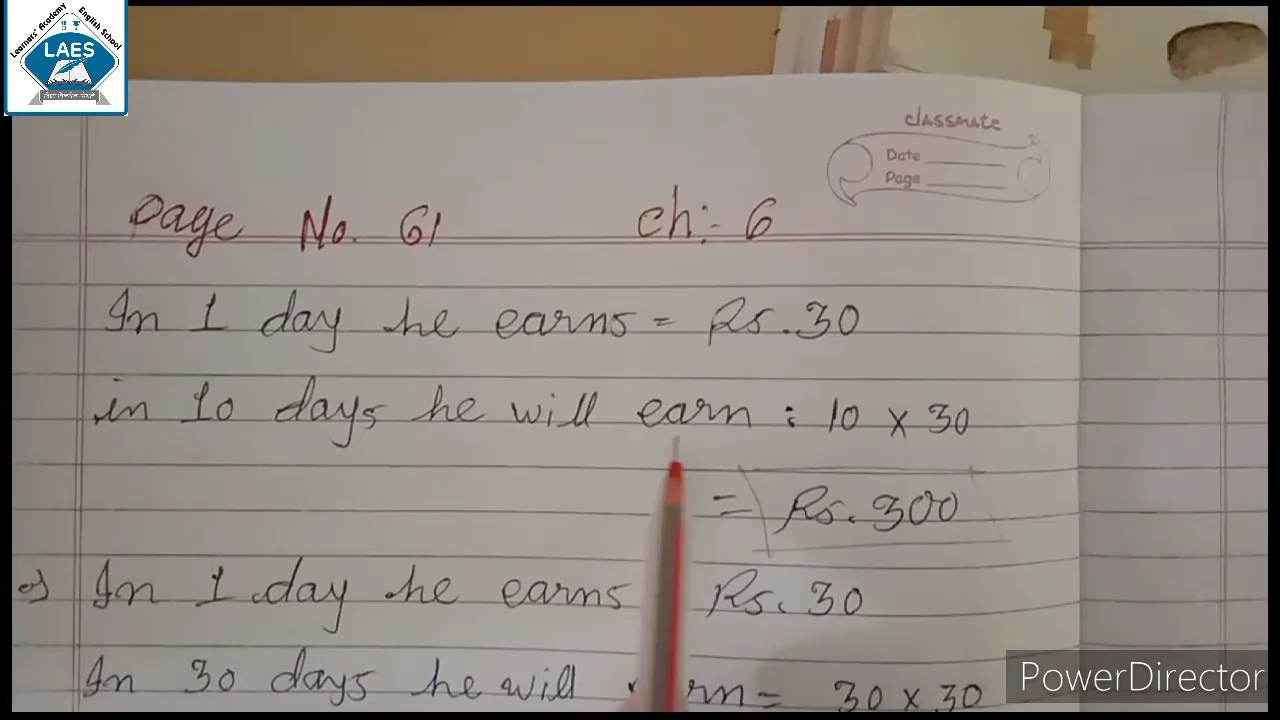 Learners' Academy English School
LAES
classmate
Date
Page
Page No. 61 Ch:- 6
In 1 day he earns = Rs. 30
in 10 days he will earn : 10 x 30
= Rs. 300
In 1 day he earns Rs. 30
In 30 days he will rn = 30 x 30
PowerDirector